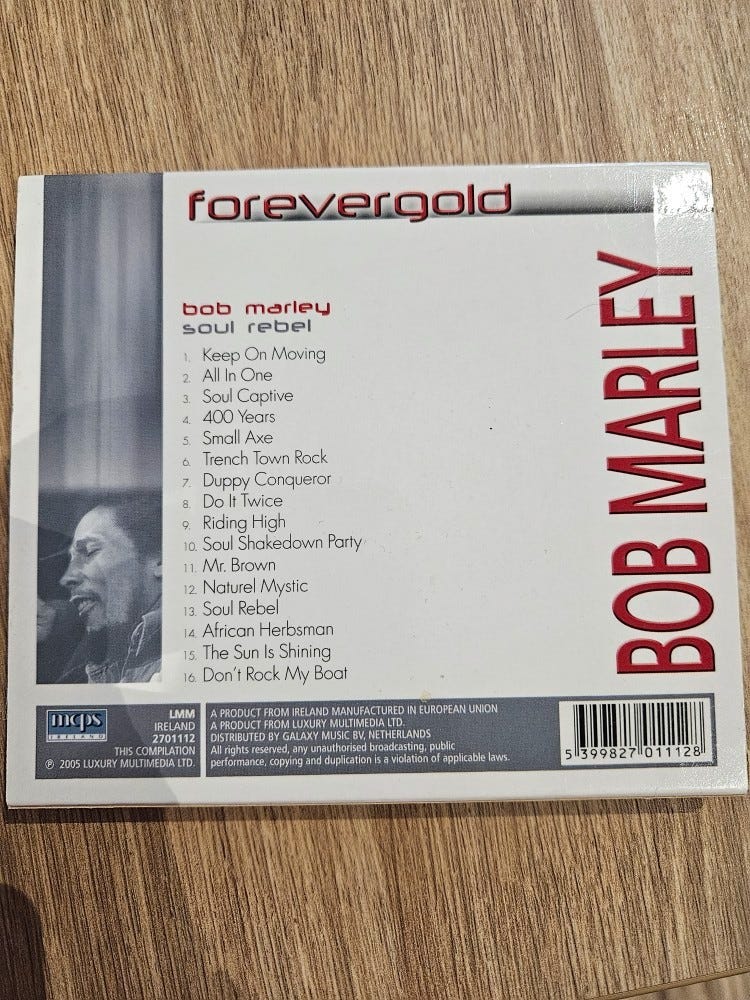 forevergold
BOB MARLEY
bob marley
soul rebel
1. Keep On Moving
2. All In One
3. Soul Captive
4. 400 Years
5. Small Axe
6. Trench Town Rock
7. Duppy Conqueror
8. Do It Twice
9. Riding High
10. Soul Shakedown Party
11. Mr. Brown
12. Naturel Mystic
13. Soul Rebel
14. African Herbsman
15. The Sun Is Shining
16. Don't Rock My Boat
mcps
IRELAND
LMM
IRELAND
2701112
THIS COMPILATION
℗ 2005 LUXURY MULTIMEDIA LTD.
A PRODUCT FROM IRELAND MANUFACTURED IN EUROPEAN UNION
A PRODUCT FROM LUXURY MULTIMEDIA LTD.
DISTRIBUTED BY GALAXY MUSIC BV, NETHERLANDS
All rights reserved, any unauthorised broadcasting, public
performance, copying and duplication is a violation of applicable laws.
5 399827 011128